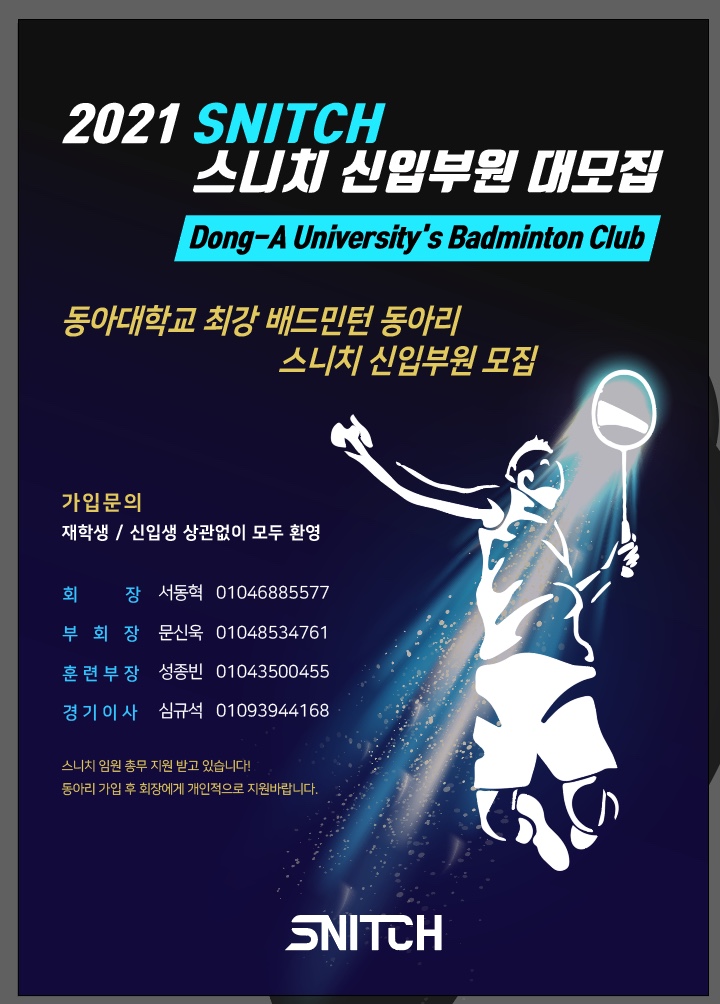 2021 SNITCH
스니치 신입부원 대모집
Dong-A University's Badminton Club
동아대학교 최강 배드민턴 동아리
스니치 신입부원 모집
가입문의
재학생 / 신입생 상관없이 모두 환영
회 장 서동혁 01046885577
부 회 장 문신욱 01048534761
훈련부장 성종빈 01043500455
경기이사 심규석 01093944168
스니치 임원 총무 지원 받고 있습니다!
동아리 가입 후 회장에게 개인적으로 지원바랍니다.
SNITCH